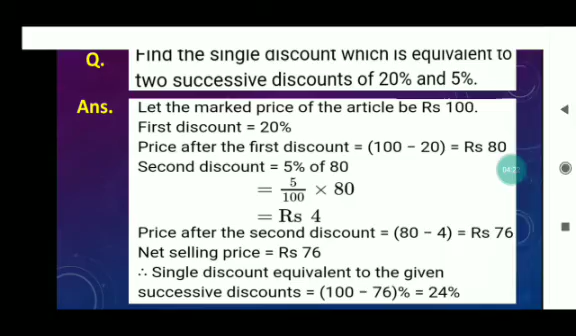 Q. Find the single discount which is equivalent to
two successive discounts of 20% and 5%.
Ans. Let the marked price of the article be Rs 100.
First discount = 20%
Price after the first discount = (100 − 20) = Rs 80
Second discount = 5% of 80
= 5/100 × 80
= Rs 4
Price after the second discount = (80 − 4) = Rs 76
Net selling price = Rs 76
∴ Single discount equivalent to the given
successive discounts = (100 − 76)% = 24%